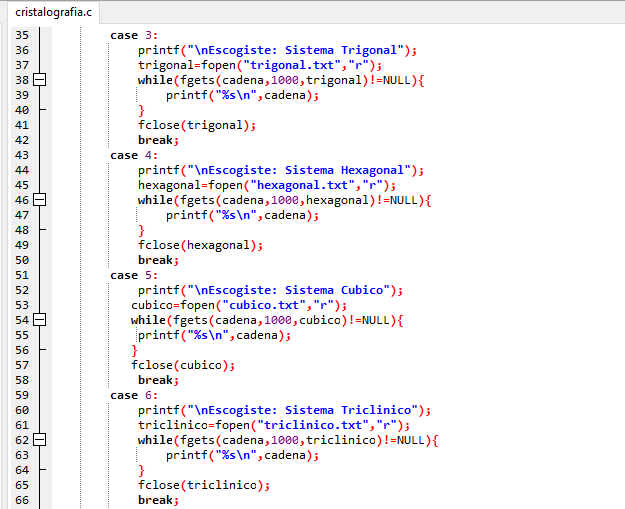 cristalografia.c
35 case 3:
36 printf("\nEscogiste: Sistema Trigonal");
37 trigonal=fopen("trigonal.txt","r");
38 while(fgets(cadena,1000,trigonal)!=NULL){
39 printf("%s\n",cadena);
40 }
41 fclose(trigonal);
42 break;
43 case 4:
44 printf("\nEscogiste: Sistema Hexagonal");
45 hexagonal=fopen("hexagonal.txt","r");
46 while(fgets(cadena,1000,hexagonal)!=NULL){
47 printf("%s\n",cadena);
48 }
49 fclose(hexagonal);
50 break;
51 case 5:
52 printf("\nEscogiste: Sistema Cubico");
53 cubico=fopen("cubico.txt","r");
54 while(fgets(cadena,1000,cubico)!=NULL){
55 printf("%s\n",cadena);
56 }
57 fclose(cubico);
58 break;
59 case 6:
60 printf("\nEscogiste: Sistema Triclinico");
61 triclinico=fopen("triclinico.txt","r");
62 while(fgets(cadena,1000,triclinico)!=NULL){
63 printf("%s\n",cadena);
64 }
65 fclose(triclinico);
66 break;